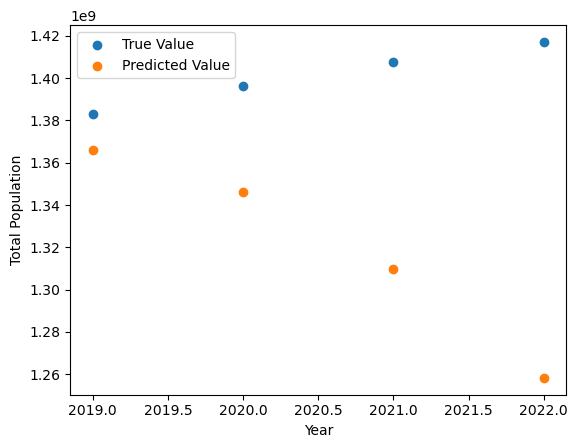 1e9
True Value
Predicted Value
1.42
1.40
1.38
1.36
1.34
1.32
1.30
1.28
1.26
Total Population
2019.0 2019.5 2020.0 2020.5 2021.0 2021.5 2022.0
Year